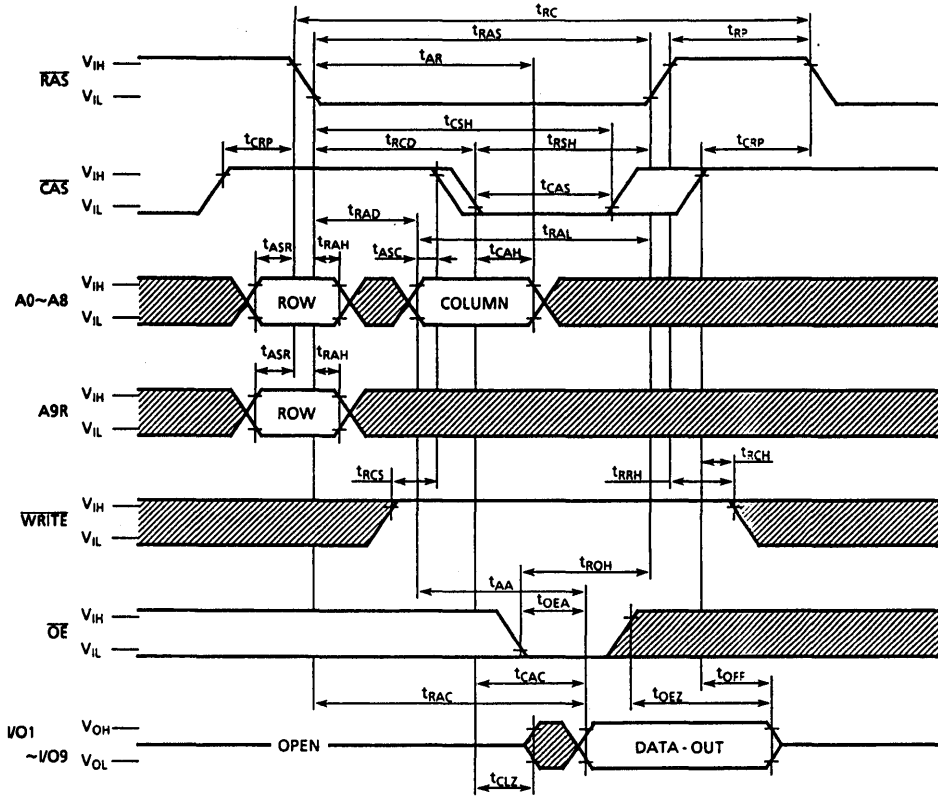 tRC
tRAS
tRP
tAR
RAS
VIH
VIL
tCSH
tCRP
tRCD
tRSH
tCRP
CAS
VIH
VIL
tCAS
tRAD
tRAL
tASR
tRAH
tASC
tCAH
A0~A8
VIH
VIL
ROW
COLUMN
tASR
tRAH
A9R
VIH
VIL
ROW
tRCS
tRRH
tRCH
WRITE
VIH
VIL
tROH
tAA
tOEA
OE
VIH
VIL
tCAC
tOFF
tRAC
tOEZ
I/O1
~I/O9
VOH
VOL
OPEN
DATA-OUT
tCLZ